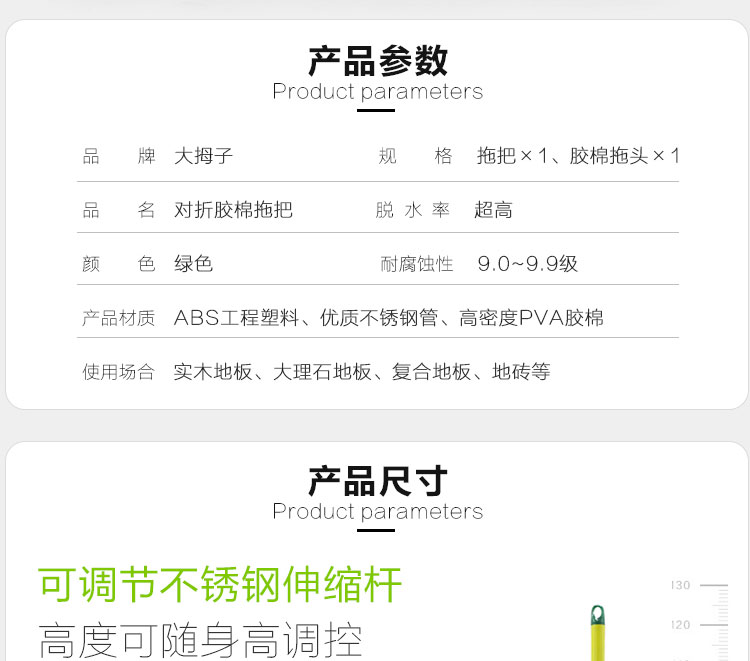 产品参数
Product parameters
品牌 大拇子 规格 拖把×1、胶棉拖头×1
品名 对折胶棉拖把 脱水率 超高
颜色 绿色 耐腐蚀性 9.0~9.9级
产品材质 ABS工程塑料、优质不锈钢管、高密度PVA胶棉
使用场合 实木地板、大理石地板、复合地板、地砖等
产品尺寸
Product parameters
可调节不锈钢伸缩杆
高度可随身高调控
130
120